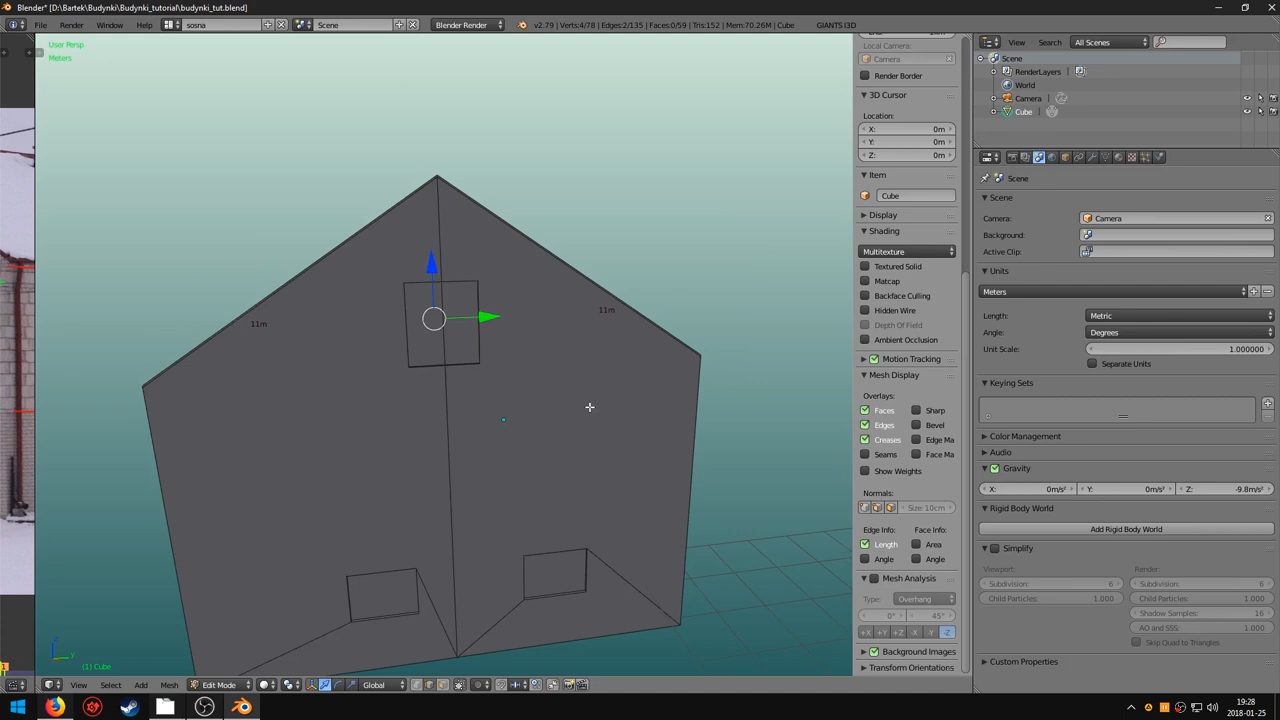 Blender* [D:\Bartek\Budynki\Budynki_tutorial\budynki_tut.blend]
File Render Window Help sosna Scene Blender Render v2.79 | Verts:4/78 | Edges:2/135 | Faces:0/59 | Tris:152 | Mem:70.26M | Cube GIANTS I3D
User Persp
Meters
11m
11m
(1) Cube
View Select Add Mesh Edit Mode Global
Local Camera:
Camera
Render Border
3D Cursor
Location:
X: 0m
Y: 0m
Z: 0m
Item
Cube
Display
Shading
Multitexture
Textured Solid
Matcap
Backface Culling
Hidden Wire
Depth Of Field
Ambient Occlusion
Motion Tracking
Mesh Display
Overlays:
Faces Sharp
Edges Bevel
Creases Edge Ma
Seams Face Ma
Show Weights
Normals:
Size: 10cm
Edge Info: Face Info:
Length Area
Angle Angle
Mesh Analysis
Type: Overhang
0° 45°
+X +Y +Z -X -Y -Z
Background Images
Transform Orientations
View Search All Scenes
Scene
RenderLayers
World
Camera
Cube
Scene
Scene
Camera: Camera
Background:
Active Clip:
Units
Meters
Length: Metric
Angle: Degrees
Unit Scale: 1.000000
Separate Units
Keying Sets
Color Management
Audio
Gravity
X: 0m/s² Y: 0m/s² Z: -9.8m/s²
Rigid Body World
Add Rigid Body World
Simplify
Viewport: Render:
Subdivision: 6 Subdivision: 6
Child Particles: 1.000 Child Particles: 1.000
Shadow Samples: 16
AO and SSS: 1.000
Skip Quad to Triangles
Custom Properties
19:28
2018-01-25